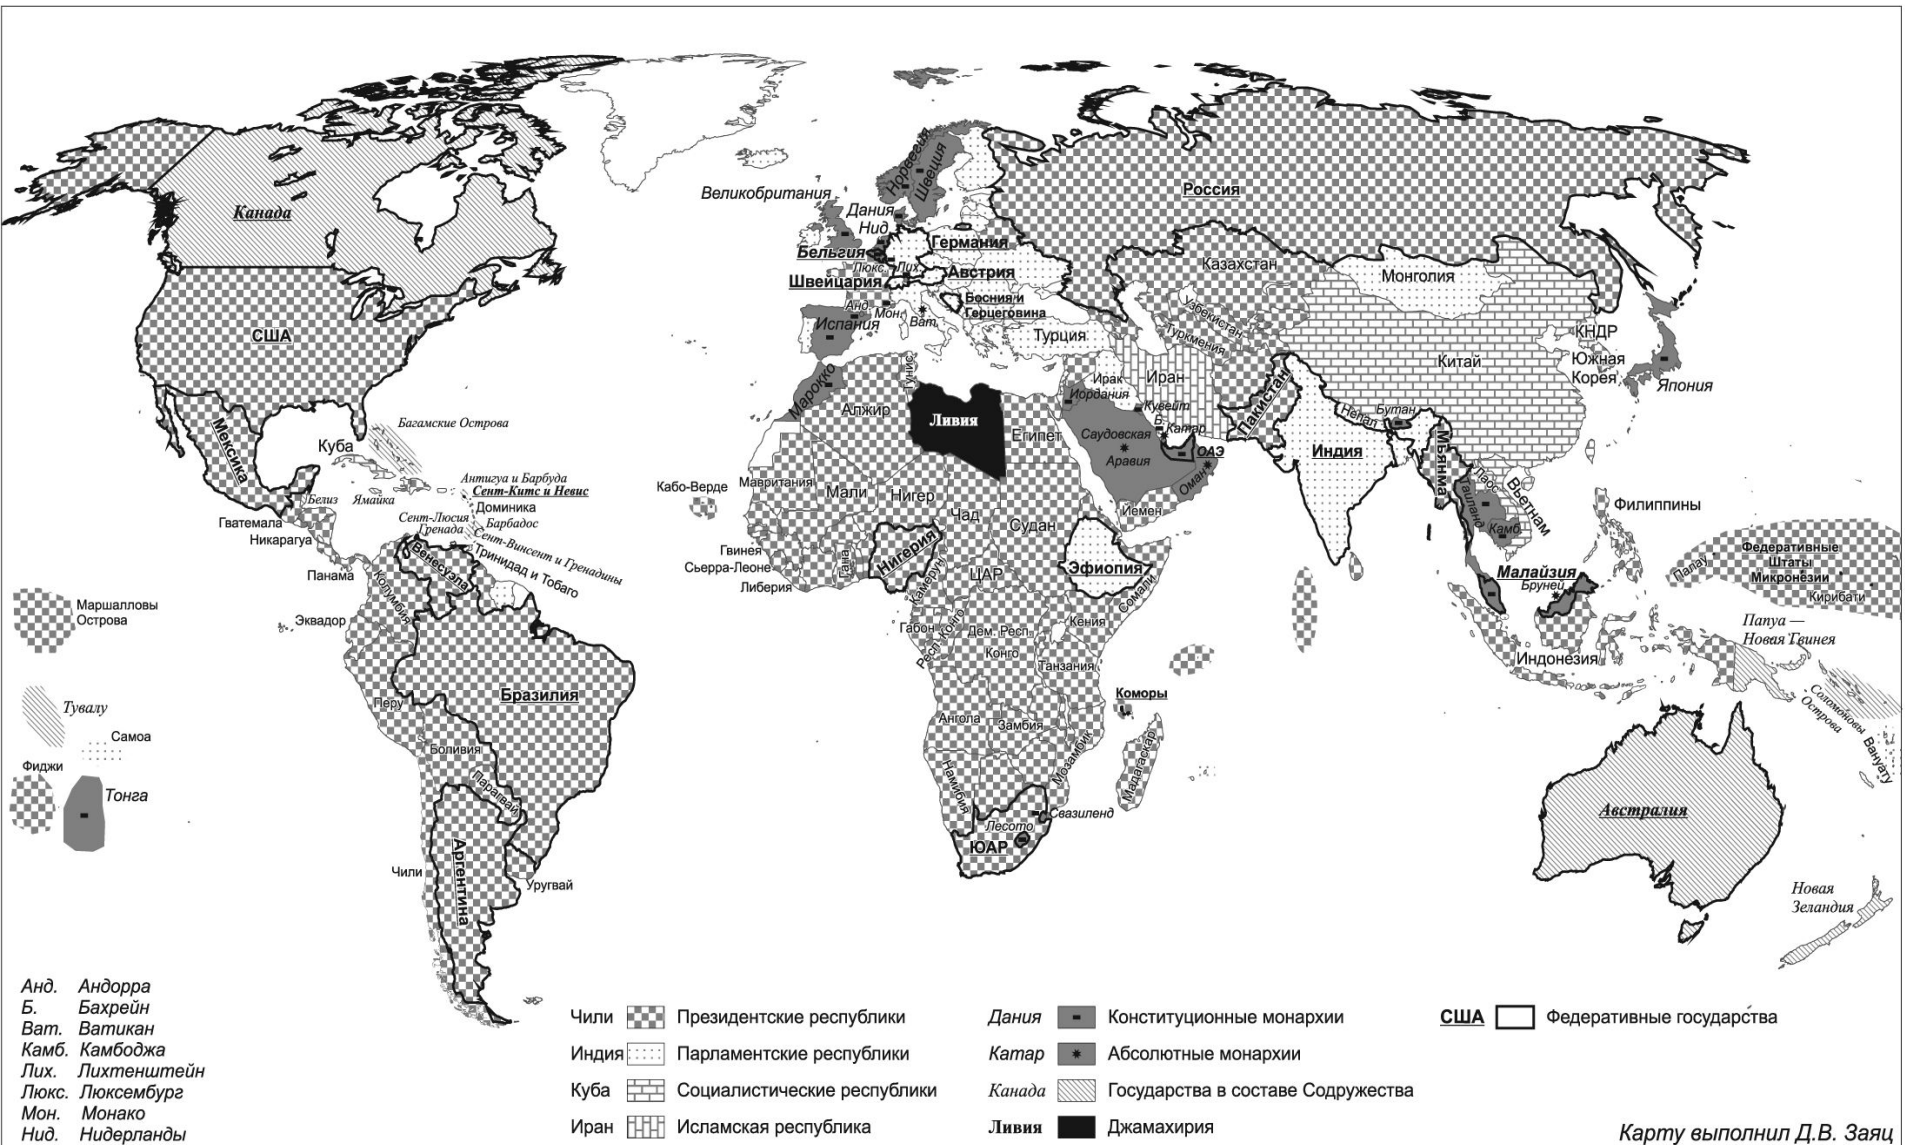 Канада
США
Мексика
Багамские Острова
Куба
Антигуа и Барбуда
Сент-Китс и Невис
Белиз
Ямайка
Доминика
Гватемала
Сент-Люсия
Барбадос
Гренада
Никарагуа
Сент-Винсент и Гренадины
Венесуэла
Тринидад и Тобаго
Панама
Колумбия
Эквадор
Маршалловы
Острова
Бразилия
Перу
Тувалу
Самоа
Боливия
Фиджи
Парагвай
Тонга
Аргентина
Чили
Уругвай
Великобритания
Норвегия
Швеция
Дания
Нид.
Германия
Бельгия
Люкс.
Лих.
Австрия
Швейцария
Босния и
Герцеговина
Анд.
Мон.
Ват.
Испания
Россия
Казахстан
Монголия
Узбекистан
Туркмения
Турция
КНДР
Южная
Корея
Япония
Китай
Ирак
Иран
Иордания
Кувейт
Б.
Катар
Пакистан
Непал
Бутан
Марокко
Алжир
Тунис
Ливия
Египет
Саудовская
Аравия
ОАЭ
Оман
Индия
Мьянма
Лаос
Таиланд
Вьетнам
Камб.
Филиппины
Кабо-Верде
Мавритания
Мали
Нигер
Чад
Судан
Йемен
Гвинея
Сьерра-Леоне
Либерия
Гана
Нигерия
Камерун
ЦАР
Эфиопия
Сомали
Малайзия
Бруней
Палау
Федеративные
Штаты
Микронезии
Кирибати
Габон
Респ. Конго
Дем. Респ.
Конго
Кения
Танзания
Индонезия
Папуа —
Новая Гвинея
Соломоновы
Острова
Вануату
Коморы
Ангола
Замбия
Мозамбик
Мадагаскар
Намибия
Свазиленд
Лесото
ЮАР
Австралия
Новая
Зеландия
Анд. Андорра
Б. Бахрейн
Ват. Ватикан
Камб. Камбоджа
Лих. Лихтенштейн
Люкс. Люксембург
Мон. Монако
Нид. Нидерланды
Чили Президентские республики
Индия Парламентские республики
Куба Социалистические республики
Иран Исламская республика
Дания Конституционные монархии
Катар Абсолютные монархии
Канада Государства в составе Содружества
Ливия Джамахирия
США Федеративные государства
Карту выполнил Д.В. Заяц